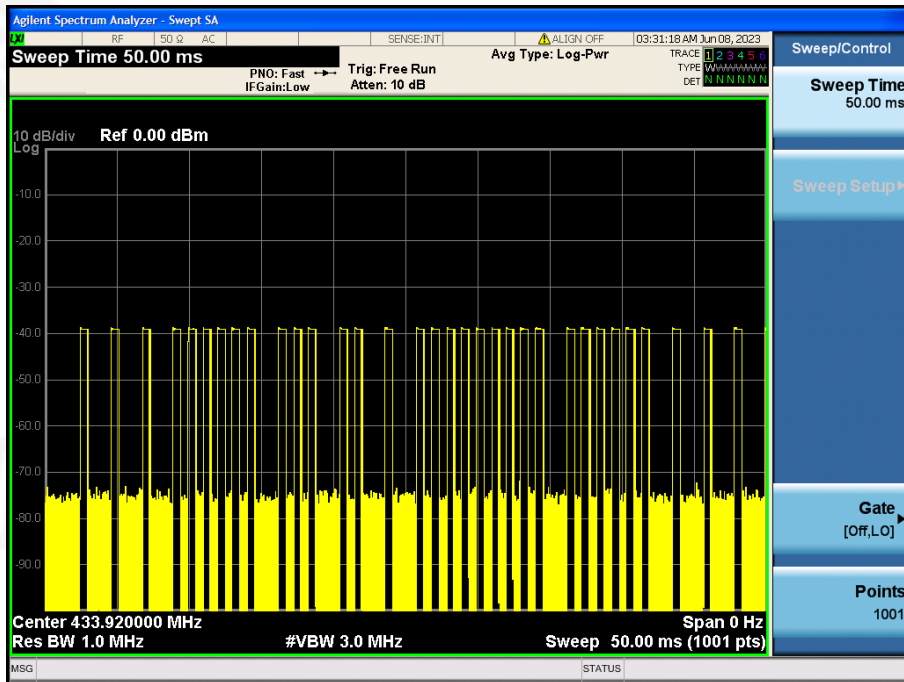 Agilent Spectrum Analyzer - Swept SA
LXI RF 50 Ω AC SENSE:INT ALIGN OFF 03:31:18 AM Jun 08, 2023
Sweep Time 50.00 ms
PNO: Fast
IFGain:Low
Trig: Free Run
Atten: 10 dB
Avg Type: Log-Pwr
TRACE 1 2 3 4 5 6
TYPE WWWWWW
DET N N N N N N
10 dB/div Ref 0.00 dBm
Log
-10.0
-20.0
-30.0
-40.0
-50.0
-60.0
-70.0
-80.0
-90.0
Center 433.920000 MHz Span 0 Hz
Res BW 1.0 MHz #VBW 3.0 MHz Sweep 50.00 ms (1001 pts)
MSG STATUS
Sweep/Control
Sweep Time
50.00 ms
Sweep Setup
Gate
[Off,LO]
Points
1001